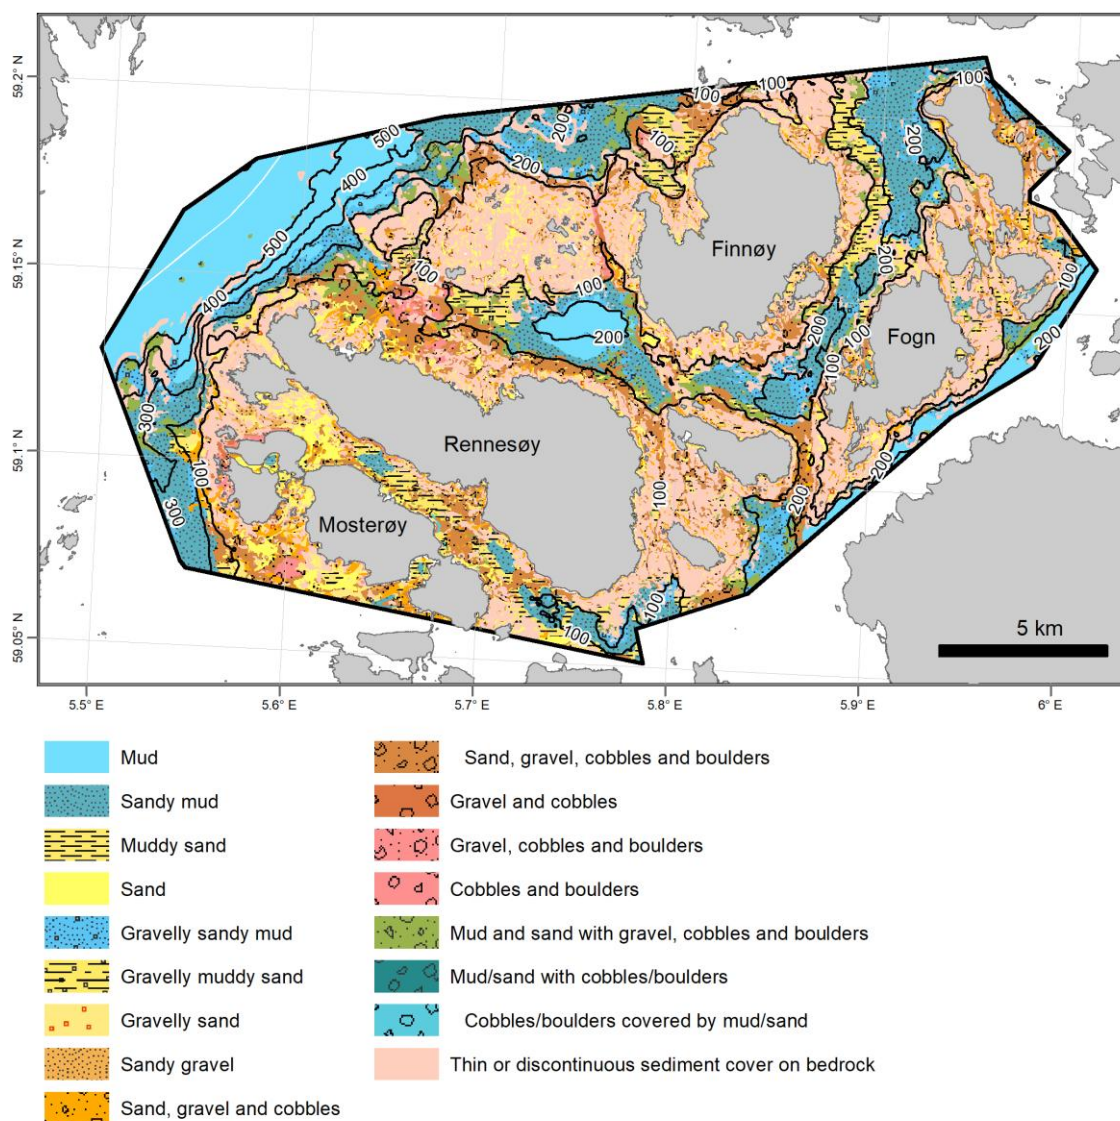 59.2° N
59.15° N
59.1° N
59.05° N
100
100
100
500
200
200
400
200
100
Finnøy
500
100
200
400
100
100
200
200
100
Fogn
200
100
300
Rennesøy
200
100
100
200
300
Mosterøy
100
100
5 km
5.5° E
5.6° E
5.7° E
5.8° E
5.9° E
6° E
Mud
Sandy mud
Muddy sand
Sand
Gravelly sandy mud
Gravelly muddy sand
Gravelly sand
Sandy gravel
Sand, gravel and cobbles
Sand, gravel, cobbles and boulders
Gravel and cobbles
Gravel, cobbles and boulders
Cobbles and boulders
Mud and sand with gravel, cobbles and boulders
Mud/sand with cobbles/boulders
Cobbles/boulders covered by mud/sand
Thin or discontinuous sediment cover on bedrock